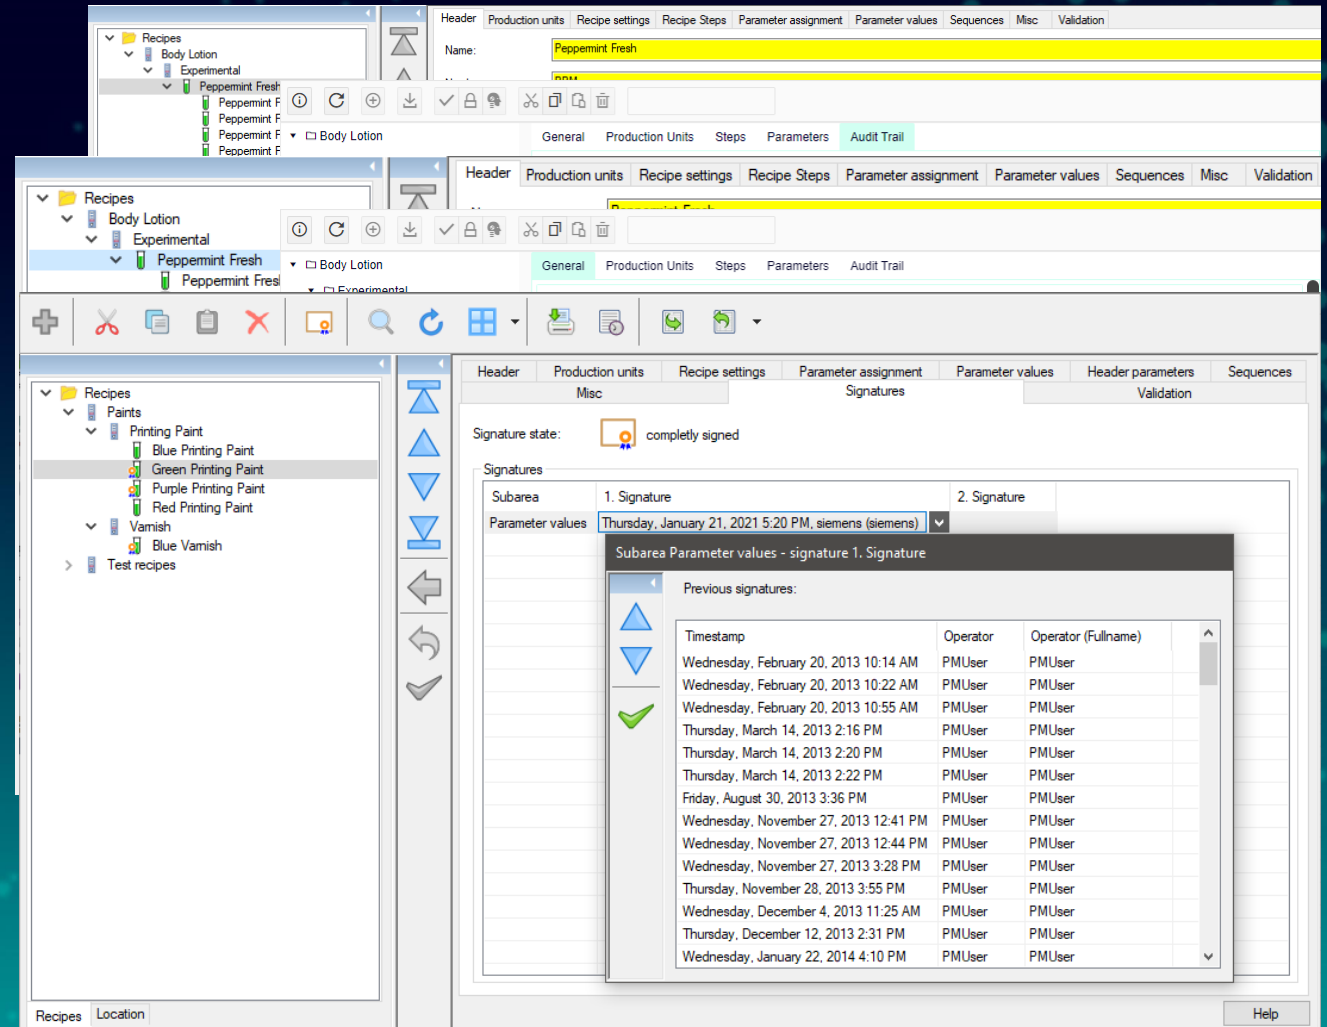 Header Production units Recipe settings Recipe Steps Parameter assignment Parameter values Sequences Misc Validation
Recipes
Body Lotion
Experimental
Peppermint Fresh
Peppermint F
Peppermint F
Peppermint F
Peppermint F
Name: Peppermint Fresh
Body Lotion
General Production Units Steps Parameters Audit Trail
Header Production units Recipe settings Recipe Steps Parameter assignment Parameter values Sequences Misc Validation
Recipes
Body Lotion
Experimental
Peppermint Fresh
Peppermint Fres
Body Lotion
Experimental
General Production Units Steps Parameters Audit Trail
Recipes
Paints
Printing Paint
Blue Printing Paint
Green Printing Paint
Purple Printing Paint
Red Printing Paint
Varnish
Blue Varnish
Test recipes
Recipes Location
Header Production units Recipe settings Parameter assignment Parameter values Header parameters Sequences
Misc Signatures Validation
Signature state: completly signed
Signatures
Subarea 1. Signature 2. Signature
Parameter values Thursday, January 21, 2021 5:20 PM, siemens (siemens)
Subarea Parameter values - signature 1. Signature
Previous signatures:
Timestamp Operator Operator (Fullname)
Wednesday, February 20, 2013 10:14 AM PMUser PMUser
Wednesday, February 20, 2013 10:22 AM PMUser PMUser
Wednesday, February 20, 2013 10:55 AM PMUser PMUser
Thursday, March 14, 2013 2:16 PM PMUser PMUser
Thursday, March 14, 2013 2:20 PM PMUser PMUser
Thursday, March 14, 2013 2:22 PM PMUser PMUser
Friday, August 30, 2013 3:36 PM PMUser PMUser
Wednesday, November 27, 2013 12:41 PM PMUser PMUser
Wednesday, November 27, 2013 12:44 PM PMUser PMUser
Wednesday, November 27, 2013 3:28 PM PMUser PMUser
Thursday, November 28, 2013 3:55 PM PMUser PMUser
Wednesday, December 4, 2013 11:25 AM PMUser PMUser
Thursday, December 12, 2013 2:31 PM PMUser PMUser
Wednesday, January 22, 2014 4:10 PM PMUser PMUser
Help